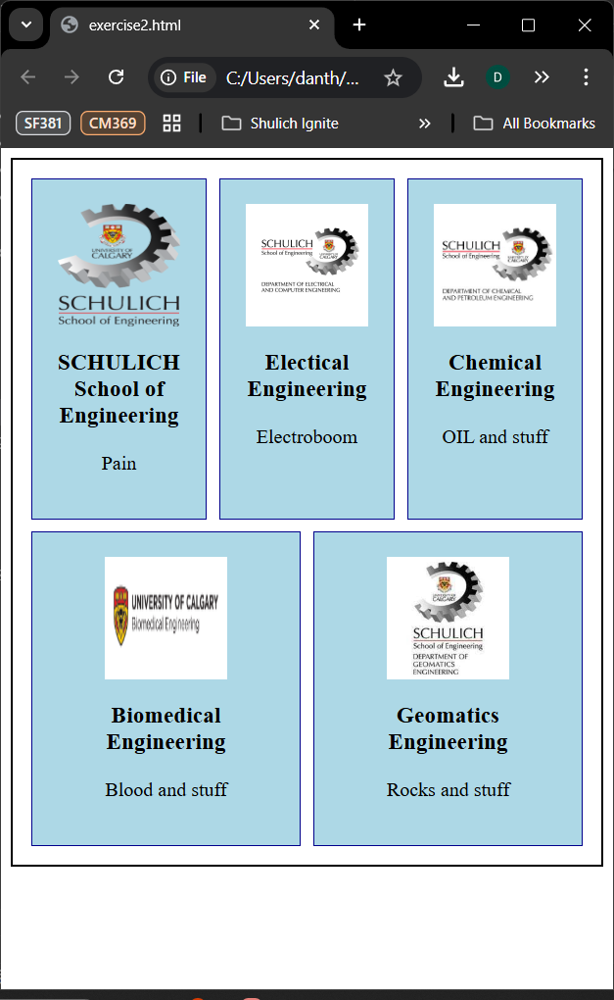 exercise2.html
File
C:/Users/danth/...
D
SF381
CM369
Shulich Ignite
All Bookmarks
UNIVERSITY OF
CALGARY
SCHULICH
School of Engineering
SCHULICH
School of
Engineering
Pain
SCHULICH
School of Engineering
UNIVERSITY OF
CALGARY
DEPARTMENT OF ELECTRICAL
AND COMPUTER ENGINEERING
Electical
Engineering
Electroboom
SCHULICH
School of Engineering
UNIVERSITY OF
CALGARY
DEPARTMENT OF CHEMICAL
AND PETROLEUM ENGINEERING
Chemical
Engineering
OIL and stuff
UNIVERSITY OF CALGARY
Biomedical Engineering
Biomedical
Engineering
Blood and stuff
UNIVERSITY OF
CALGARY
SCHULICH
School of Engineering
DEPARTMENT OF
GEOMATICS
ENGINEERING
Geomatics
Engineering
Rocks and stuff